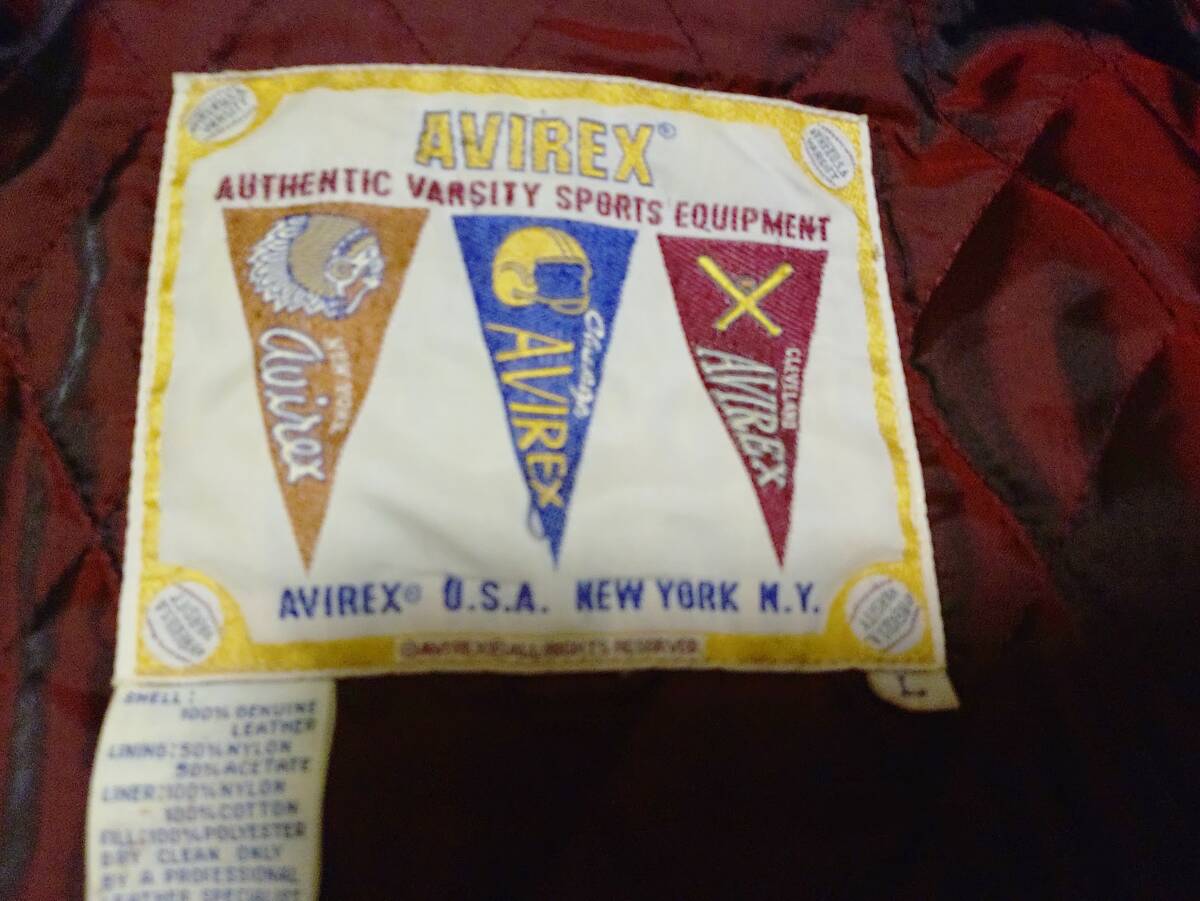 AVIREX®
AUTHENTIC VARSITY SPORTS EQUIPMENT
NEW YORK
Avirex
Chicago
AVIREX
CLEVELAND
AVIREX
AVIREX® U.S.A. NEW YORK N.Y.
©AVIREX ALL RIGHTS RESERVED
L
SHELL:
100% GENUINE
LEATHER
LINING: 50% NYLON
50% ACETATE
LINER: 100% NYLON
100% COTTON
FILL: 100% POLYESTER
DRY CLEAN ONLY
BY A PROFESSIONAL
LEATHER SPECIALIST